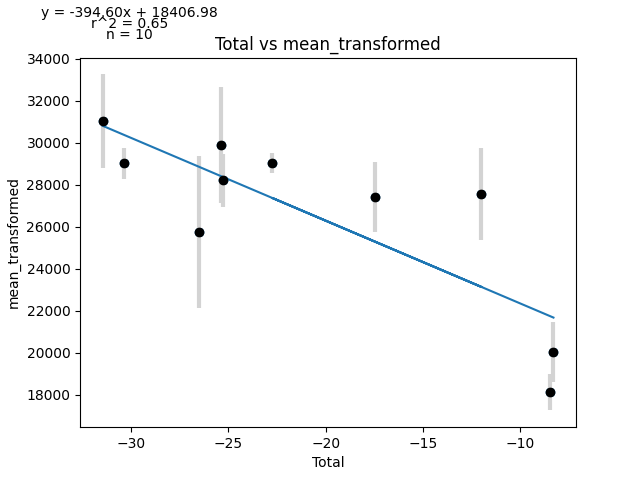 y = -394.60x + 18406.98
r^2 = 0.65
n = 10
Total vs mean_transformed
34000
32000
30000
28000
26000
24000
22000
20000
18000
mean_transformed
−30
−25
−20
−15
−10
Total